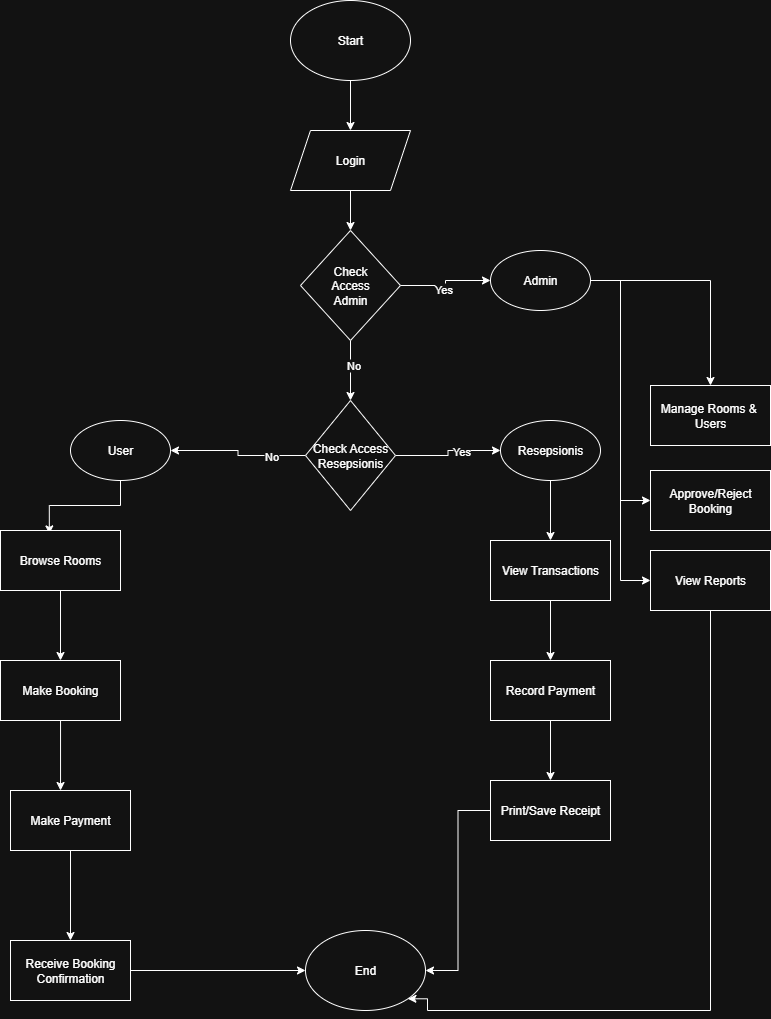 Start
Login
Check
Access
Admin
Yes
Admin
No
Manage Rooms &
Users
User
No
Check Access
Resepsionis
Yes
Resepsionis
Approve/Reject
Booking
Browse Rooms
View Transactions
View Reports
Make Booking
Record Payment
Make Payment
Print/Save Receipt
Receive Booking
Confirmation
End